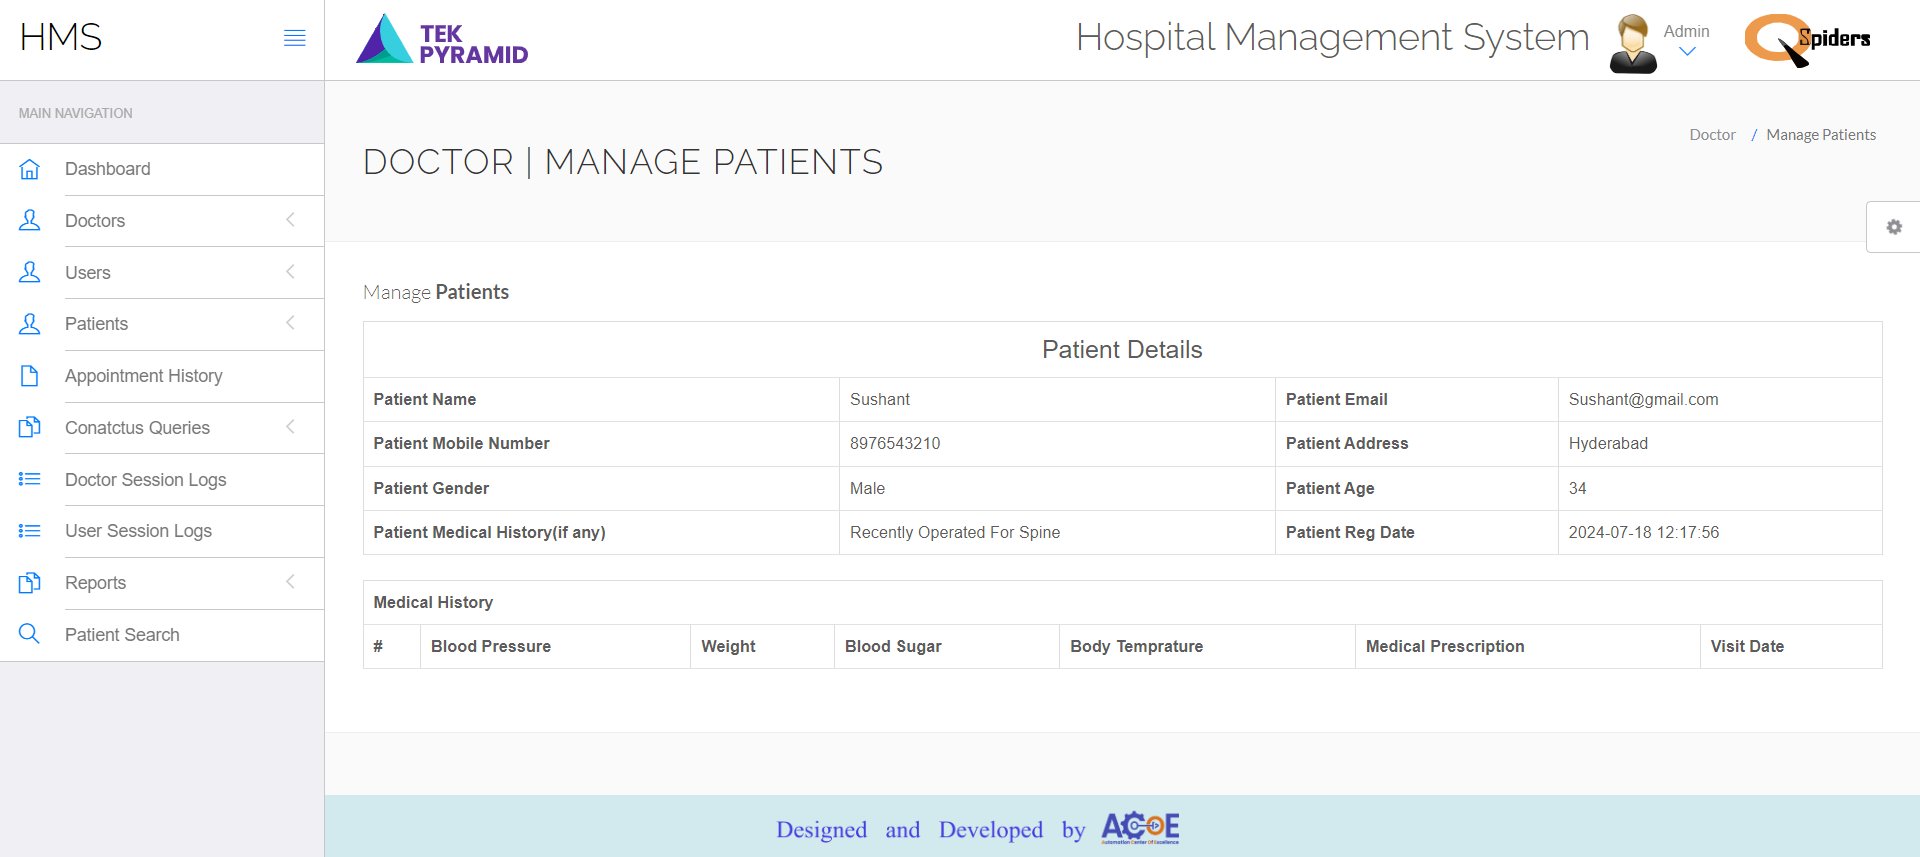 HMS
TEK
PYRAMID
Hospital Management System
Admin
Spiders
MAIN NAVIGATION
Dashboard
Doctors
Users
Patients
Appointment History
Conatctus Queries
Doctor Session Logs
User Session Logs
Reports
Patient Search
DOCTOR | MANAGE PATIENTS
Doctor / Manage Patients
Manage Patients
Patient Details
Patient Name Sushant Patient Email Sushant@gmail.com
Patient Mobile Number 8976543210 Patient Address Hyderabad
Patient Gender Male Patient Age 34
Patient Medical History(if any) Recently Operated For Spine Patient Reg Date 2024-07-18 12:17:56
Medical History
# Blood Pressure Weight Blood Sugar Body Temprature Medical Prescription Visit Date
Designed and Developed by ACOE
Automation Center Of Excellence